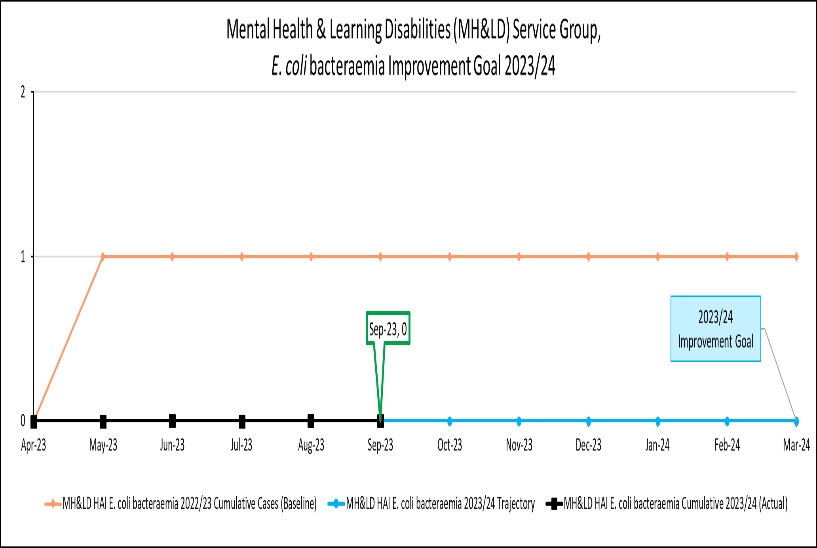 Mental Health & Learning Disabilities (MH&LD) Service Group,
E. coli bacteraemia Improvement Goal 2023/24
2
1
0
Sep-23, 0
2023/24
Improvement Goal
Apr-23 May-23 Jun-23 Jul-23 Aug-23 Sep-23 Oct-23 Nov-23 Dec-23 Jan-24 Feb-24 Mar-24
MH&LD HAI E. coli bacteraemia 2022/23 Cumulative Cases (Baseline) MH&LD HAI E. coli bacteraemia 2023/24 Trajectory MH&LD HAI E. coli bacteraemia Cumulative 2023/24 (Actual)